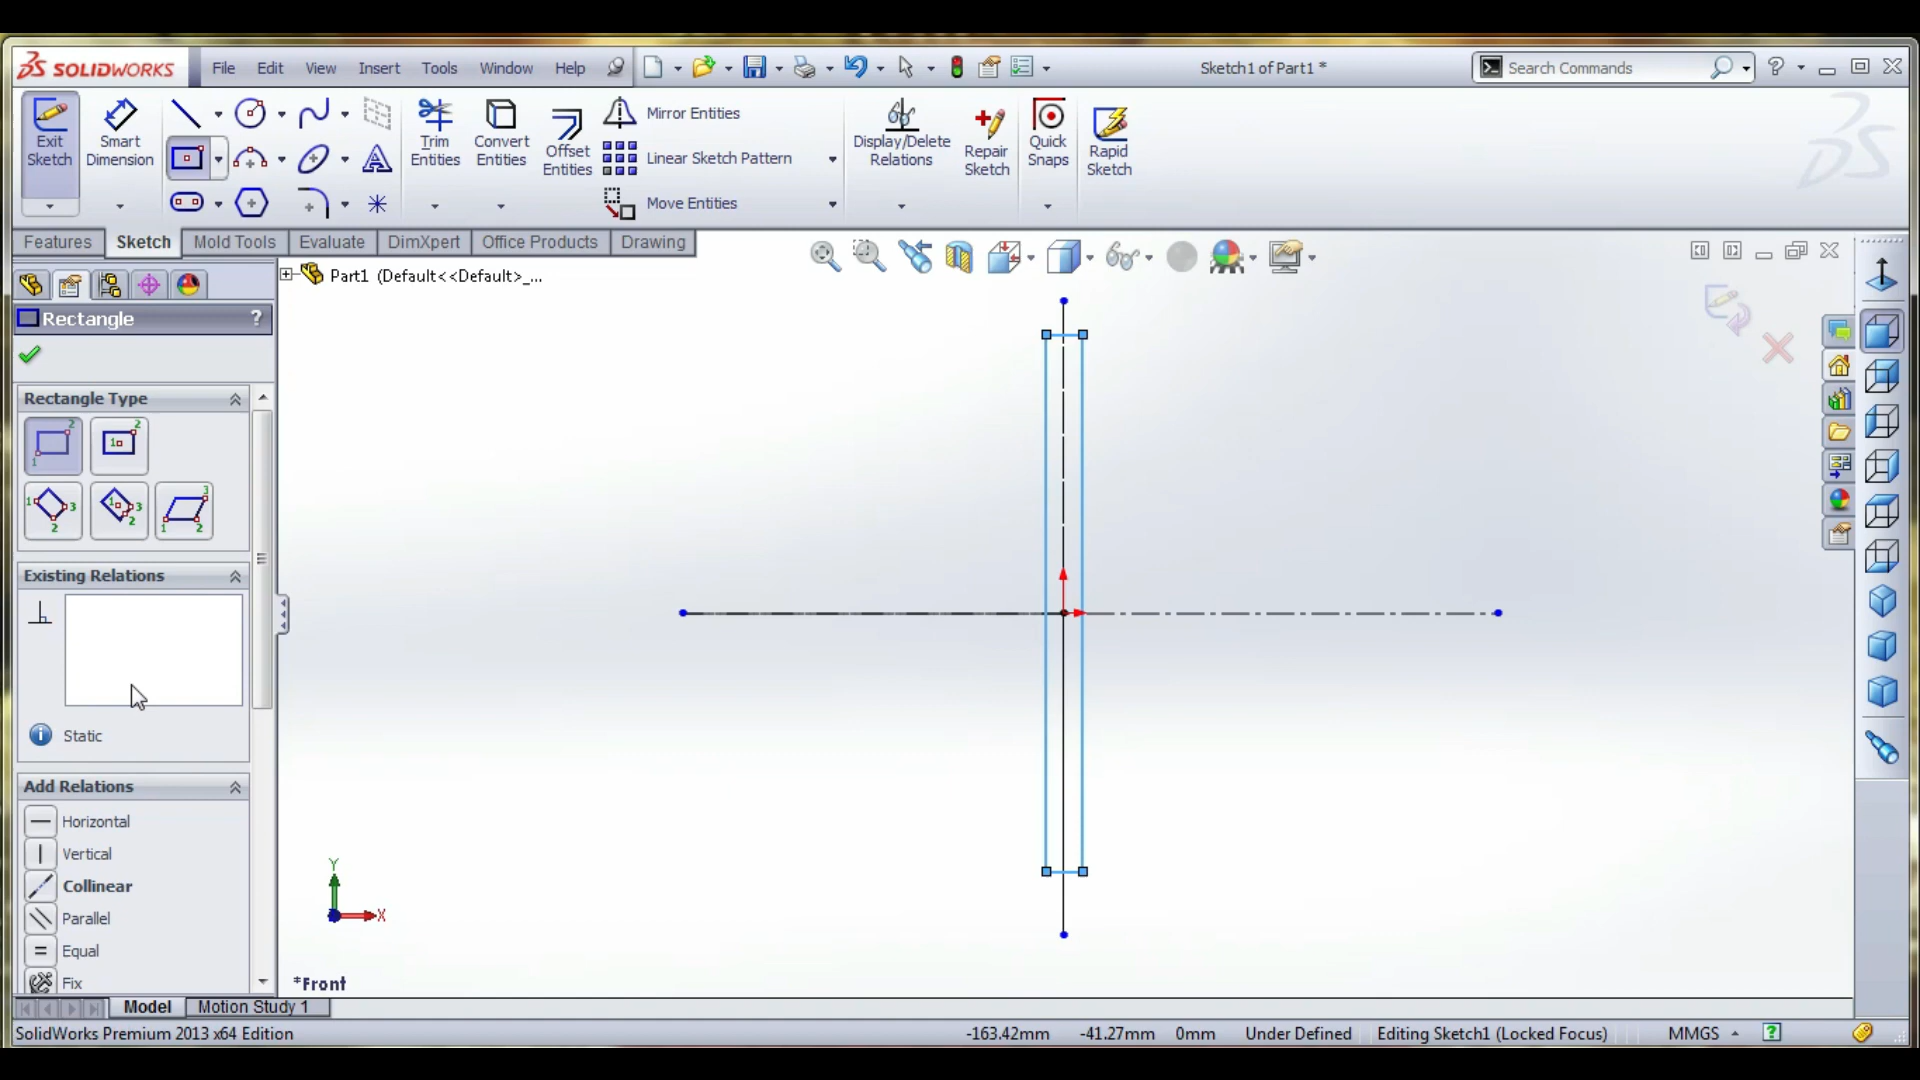 SOLIDWORKS File Edit View Insert Tools Window Help Sketch1 of Part1 * Search Commands
Exit Sketch
Smart Dimension
Trim Entities
Convert Entities
Offset Entities
Mirror Entities
Linear Sketch Pattern
Move Entities
Display/Delete Relations
Repair Sketch
Quick Snaps
Rapid Sketch
Features Sketch Mold Tools Evaluate DimXpert Office Products Drawing
Part1 (Default<<Default>_...
Rectangle ?
Rectangle Type
Existing Relations
Static
Add Relations
Horizontal
Vertical
Collinear
Parallel
Equal
Fix
Y
X
*Front
Model Motion Study 1
SolidWorks Premium 2013 x64 Edition -163.42mm -41.27mm 0mm Under Defined Editing Sketch1 (Locked Focus) MMGS